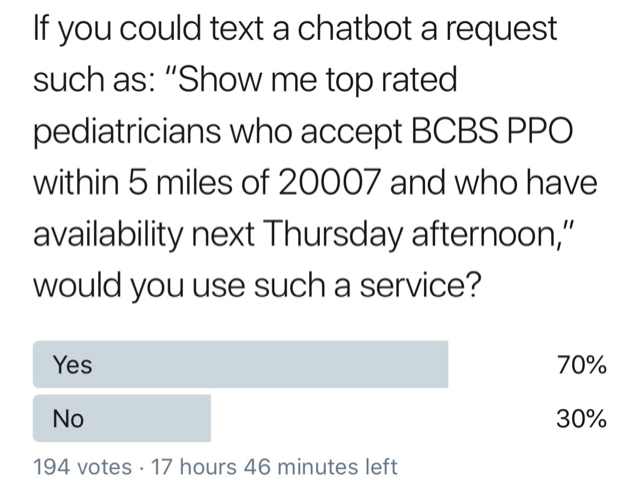 If you could text a chatbot a request
such as: “Show me top rated
pediatricians who accept BCBS PPO
within 5 miles of 20007 and who have
availability next Thursday afternoon,”
would you use such a service?
Yes 70%
No 30%
194 votes · 17 hours 46 minutes left